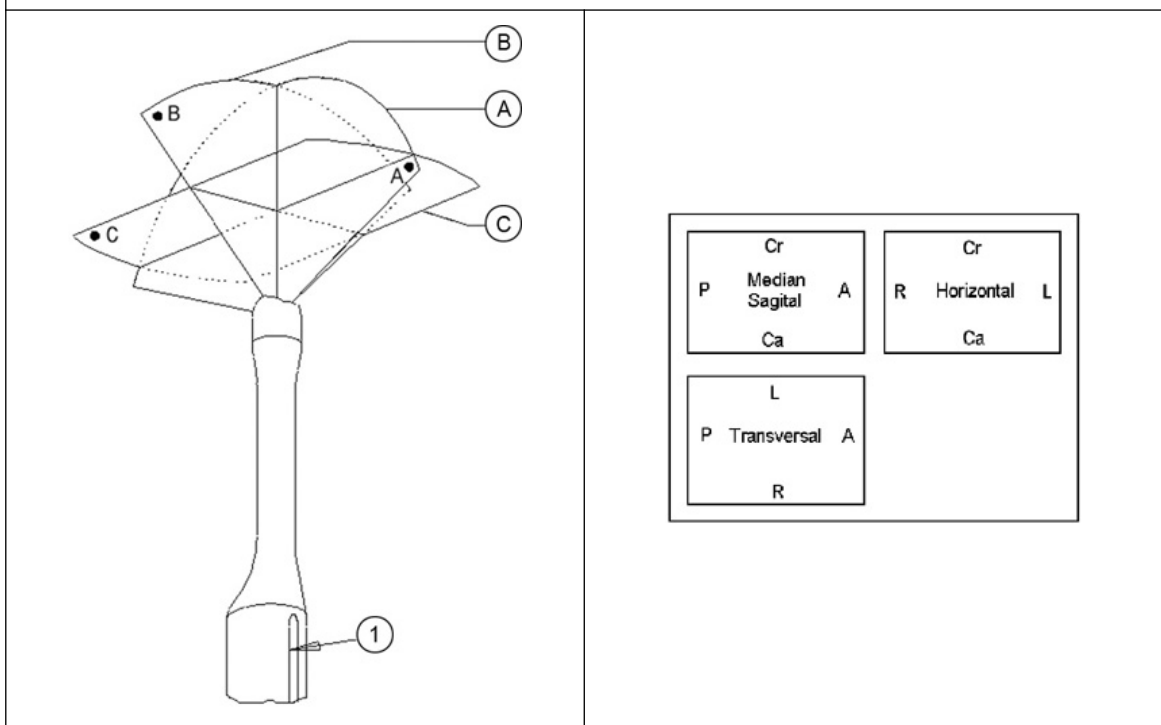 B
A
B
A
C
C
1
Cr
P Median Sagital A
Ca
Cr
R Horizontal L
Ca
L
P Transversal A
R